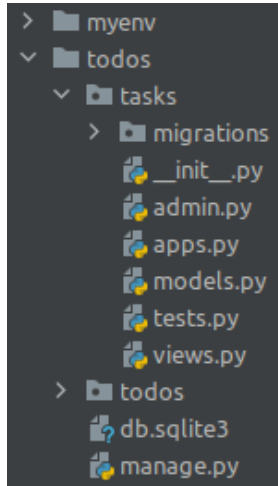 myenv
todos
tasks
migrations
__init__.py
admin.py
apps.py
models.py
tests.py
views.py
todos
db.sqlite3
manage.py